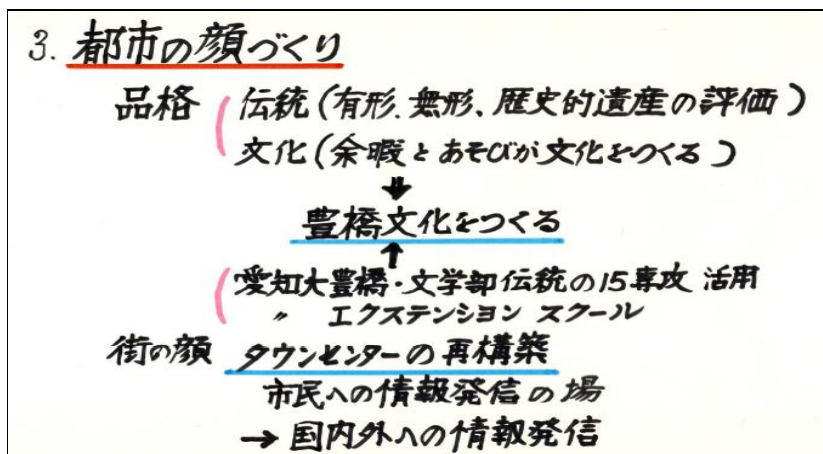 3. 都市の顔づくり
品格 伝統(有形.無形、歴史的遺産の評価)
文化(余暇とあそびが文化をつくる)
↓
豊橋文化をつくる
↑
愛知大豊橋・文学部伝統の15専攻 活用
〃 エクステンション スクール
街の顔 タウンセンターの再構築
市民への情報発信の場
→ 国内外への情報発信